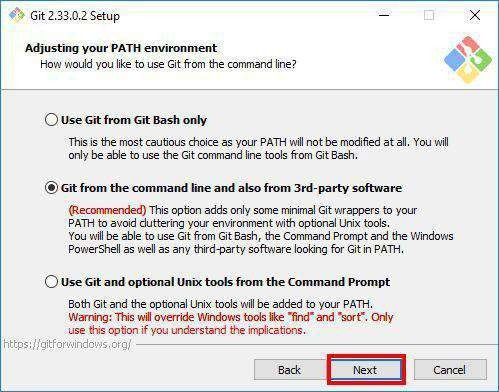 Git 2.33.0.2 Setup
Adjusting your PATH environment
How would you like to use Git from the command line?
Use Git from Git Bash only
This is the most cautious choice as your PATH will not be modified at all. You will
only be able to use the Git command line tools from Git Bash.
Git from the command line and also from 3rd-party software
(Recommended) This option adds only some minimal Git wrappers to your
PATH to avoid cluttering your environment with optional Unix tools.
You will be able to use Git from Git Bash, the Command Prompt and the Windows
PowerShell as well as any third-party software looking for Git in PATH.
Use Git and optional Unix tools from the Command Prompt
Both Git and the optional Unix tools will be added to your PATH.
Warning: This will override Windows tools like "find" and "sort". Only
use this option if you understand the implications.
https://gitforwindows.org/
Back
Next
Cancel